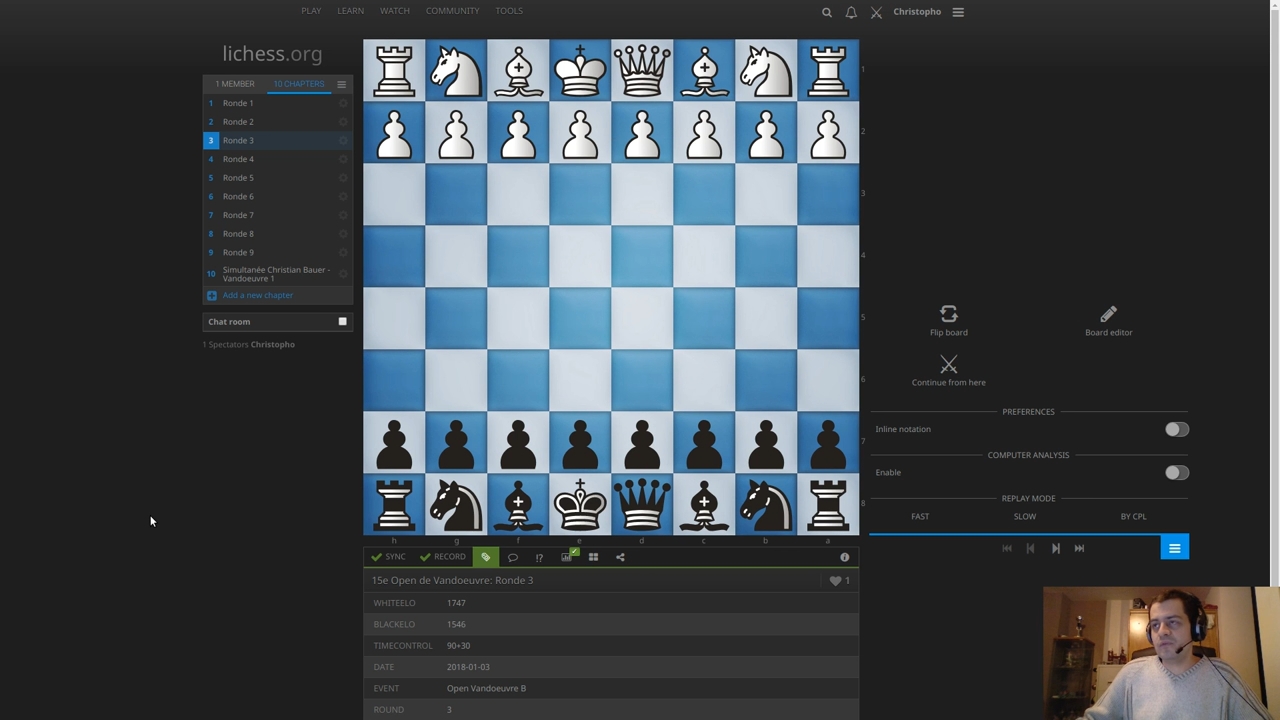 PLAY LEARN WATCH COMMUNITY TOOLS
Christopho
lichess.org
1 MEMBER 10 CHAPTERS
1 Ronde 1
2 Ronde 2
3 Ronde 3
4 Ronde 4
5 Ronde 5
6 Ronde 6
7 Ronde 7
8 Ronde 8
9 Ronde 9
10 Simultanée Christian Bauer -
Vandoeuvre 1
Add a new chapter
Chat room
1 Spectators Christopho
1
2
3
4
5
6
7
8
h g f e d c b a
SYNC RECORD !?
15e Open de Vandoeuvre: Ronde 3 1
WHITEELO 1747
BLACKELO 1546
TIMECONTROL 90+30
DATE 2018-01-03
EVENT Open Vandoeuvre B
ROUND 3
Flip board Board editor
Continue from here
PREFERENCES
Inline notation
COMPUTER ANALYSIS
Enable
REPLAY MODE
FAST SLOW BY CPL